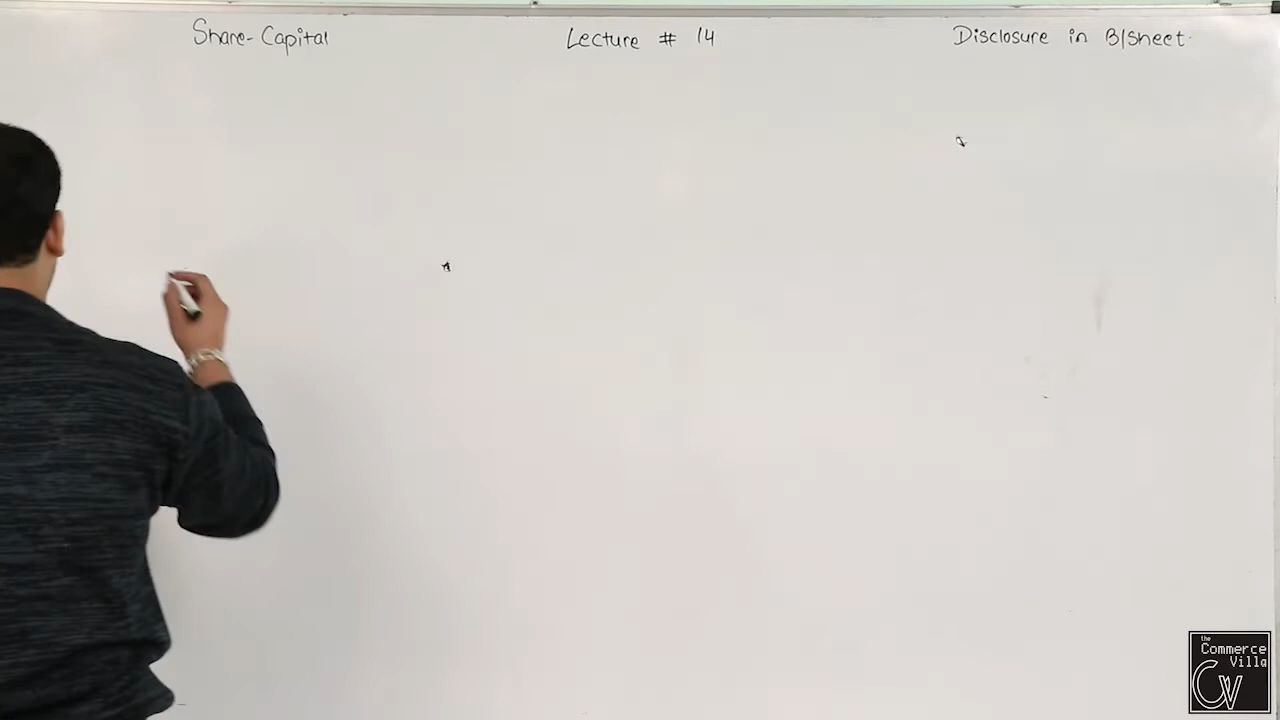 Share-Capital
Lecture # 14
Disclosure in B/Sheet.
the
Commerce
Villa
CV